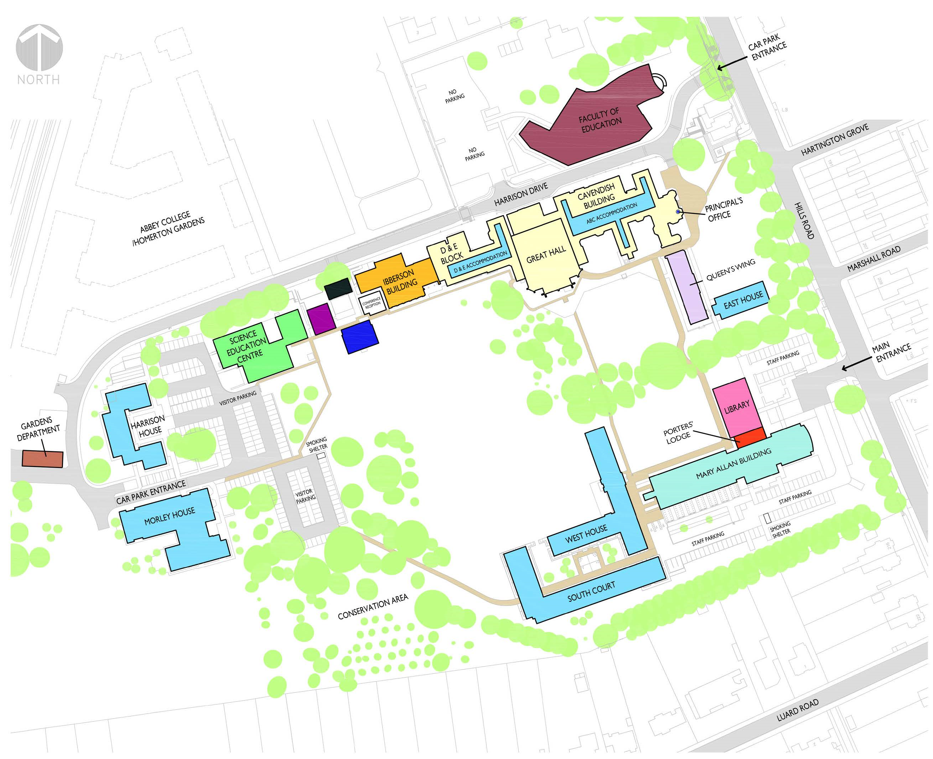 NORTH
CAR PARK
ENTRANCE
NO
PARKING
NO
PARKING
FACULTY OF
EDUCATION
HARTINGTON GROVE
HARRISON DRIVE
CAVENDISH
BUILDING
ABC ACCOMMODATION
PRINCIPAL'S
OFFICE
HILLS ROAD
ABBEY COLLEGE
/HOMERTON GARDENS
D & E
BLOCK
D & E ACCOMMODATION
GREAT HALL
MARSHALL ROAD
QUEEN'S WING
IBBERSON
BUILDING
CONFERENCE
RECEPTION
EAST HOUSE
SCIENCE
EDUCATION
CENTRE
MAIN
ENTRANCE
STAFF PARKING
VISITOR PARKING
LIBRARY
GARDENS
DEPARTMENT
HARRISON
HOUSE
SMOKING
SHELTER
PORTERS'
LODGE
MARY ALLAN BUILDING
CAR PARK ENTRANCE
VISITOR
PARKING
STAFF PARKING
MORLEY HOUSE
WEST HOUSE
STAFF PARKING
SMOKING
SHELTER
SOUTH COURT
CONSERVATION AREA
LUARD ROAD